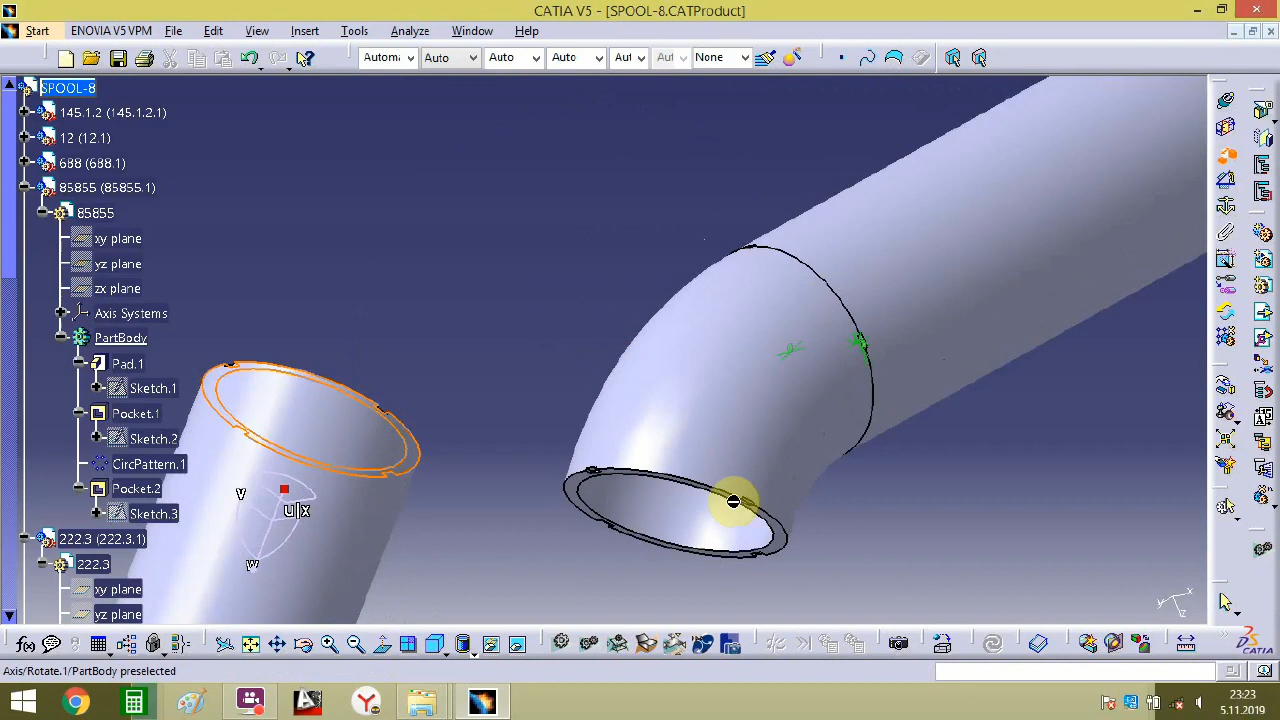 CATIA V5 - [SPOOL-8.CATProduct]
Start ENOVIA V5 VPM File Edit View Insert Tools Analyze Window Help
Automa Auto Auto Auto Aut Aut None
SPOOL-8
145.1.2 (145.1.2.1)
12 (12.1)
688 (688.1)
85855 (85855.1)
85855
xy plane
yz plane
zx plane
Axis Systems
PartBody
Pad.1
Sketch.1
Pocket.1
Sketch.2
CircPattern.1
Pocket.2
Sketch.3
222.3 (222.3.1)
222.3
xy plane
yz plane
v
u|x
w
x
y
z
CATIA
Axis/Rotate.1/PartBody preselected
23:23
5.11.2019